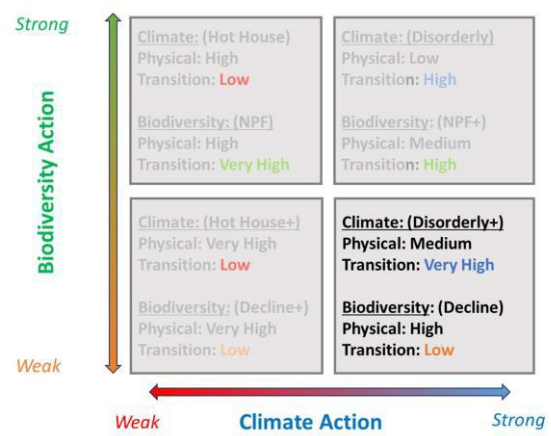 Strong
Biodiversity Action
Weak
Climate: (Hot House)
Physical: High
Transition: Low
Biodiversity: (NPF)
Physical: High
Transition: Very High
Climate: (Disorderly)
Physical: Low
Transition: High
Biodiversity: (NPF+)
Physical: Medium
Transition: High
Climate: (Hot House+)
Physical: Very High
Transition: Low
Biodiversity: (Decline+)
Physical: Very High
Transition: Low
Climate: (Disorderly+)
Physical: Medium
Transition: Very High
Biodiversity: (Decline)
Physical: High
Transition: Low
Weak
Climate Action
Strong